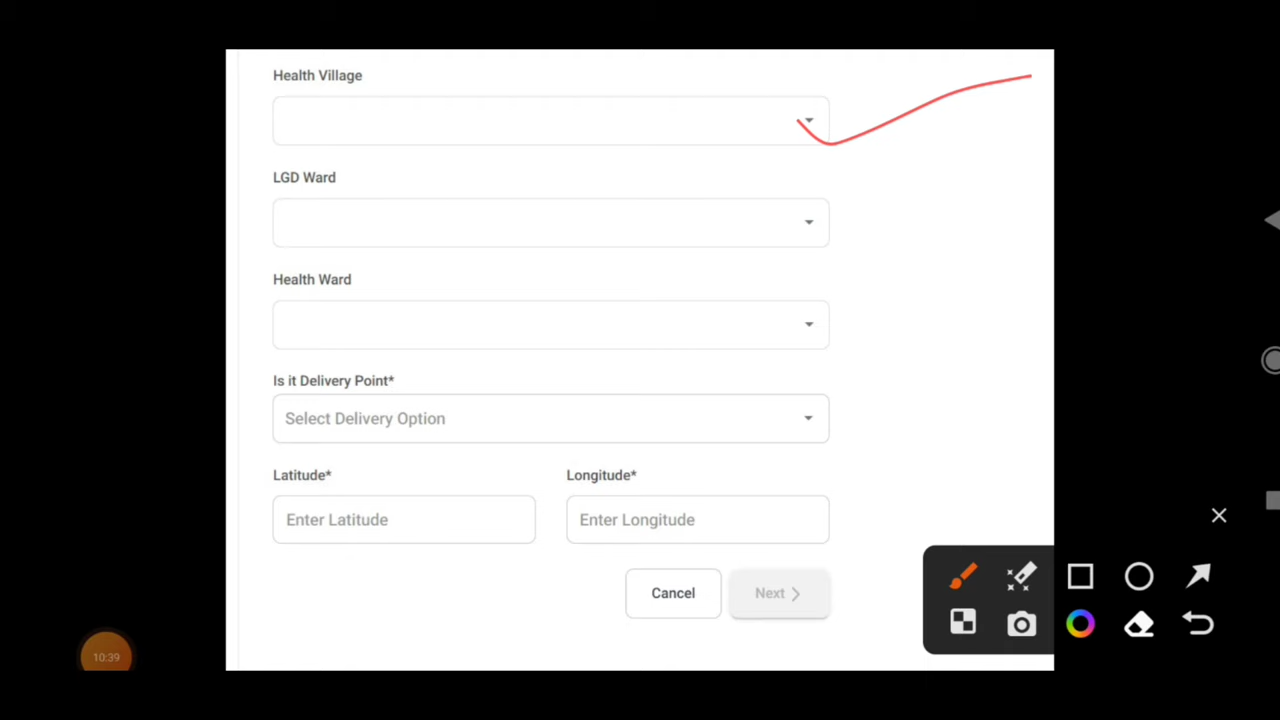 Health Village
LGD Ward
Health Ward
Is it Delivery Point*
Select Delivery Option
Latitude* Longitude*
Enter Latitude Enter Longitude
Cancel Next
10:39